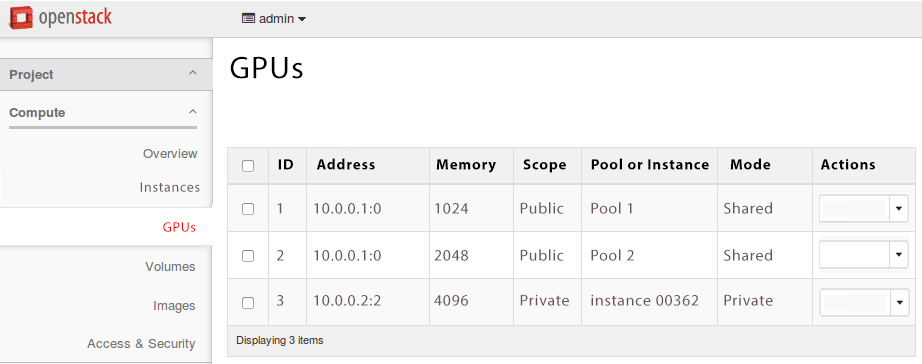 openstack
admin
Project
Compute
Overview
Instances
GPUs
Volumes
Images
Access & Security
GPUs
ID Address Memory Scope Pool or Instance Mode Actions
1 10.0.0.1:0 1024 Public Pool 1 Shared
2 10.0.0.1:0 2048 Public Pool 2 Shared
3 10.0.0.2:2 4096 Private instance 00362 Private
Displaying 3 items